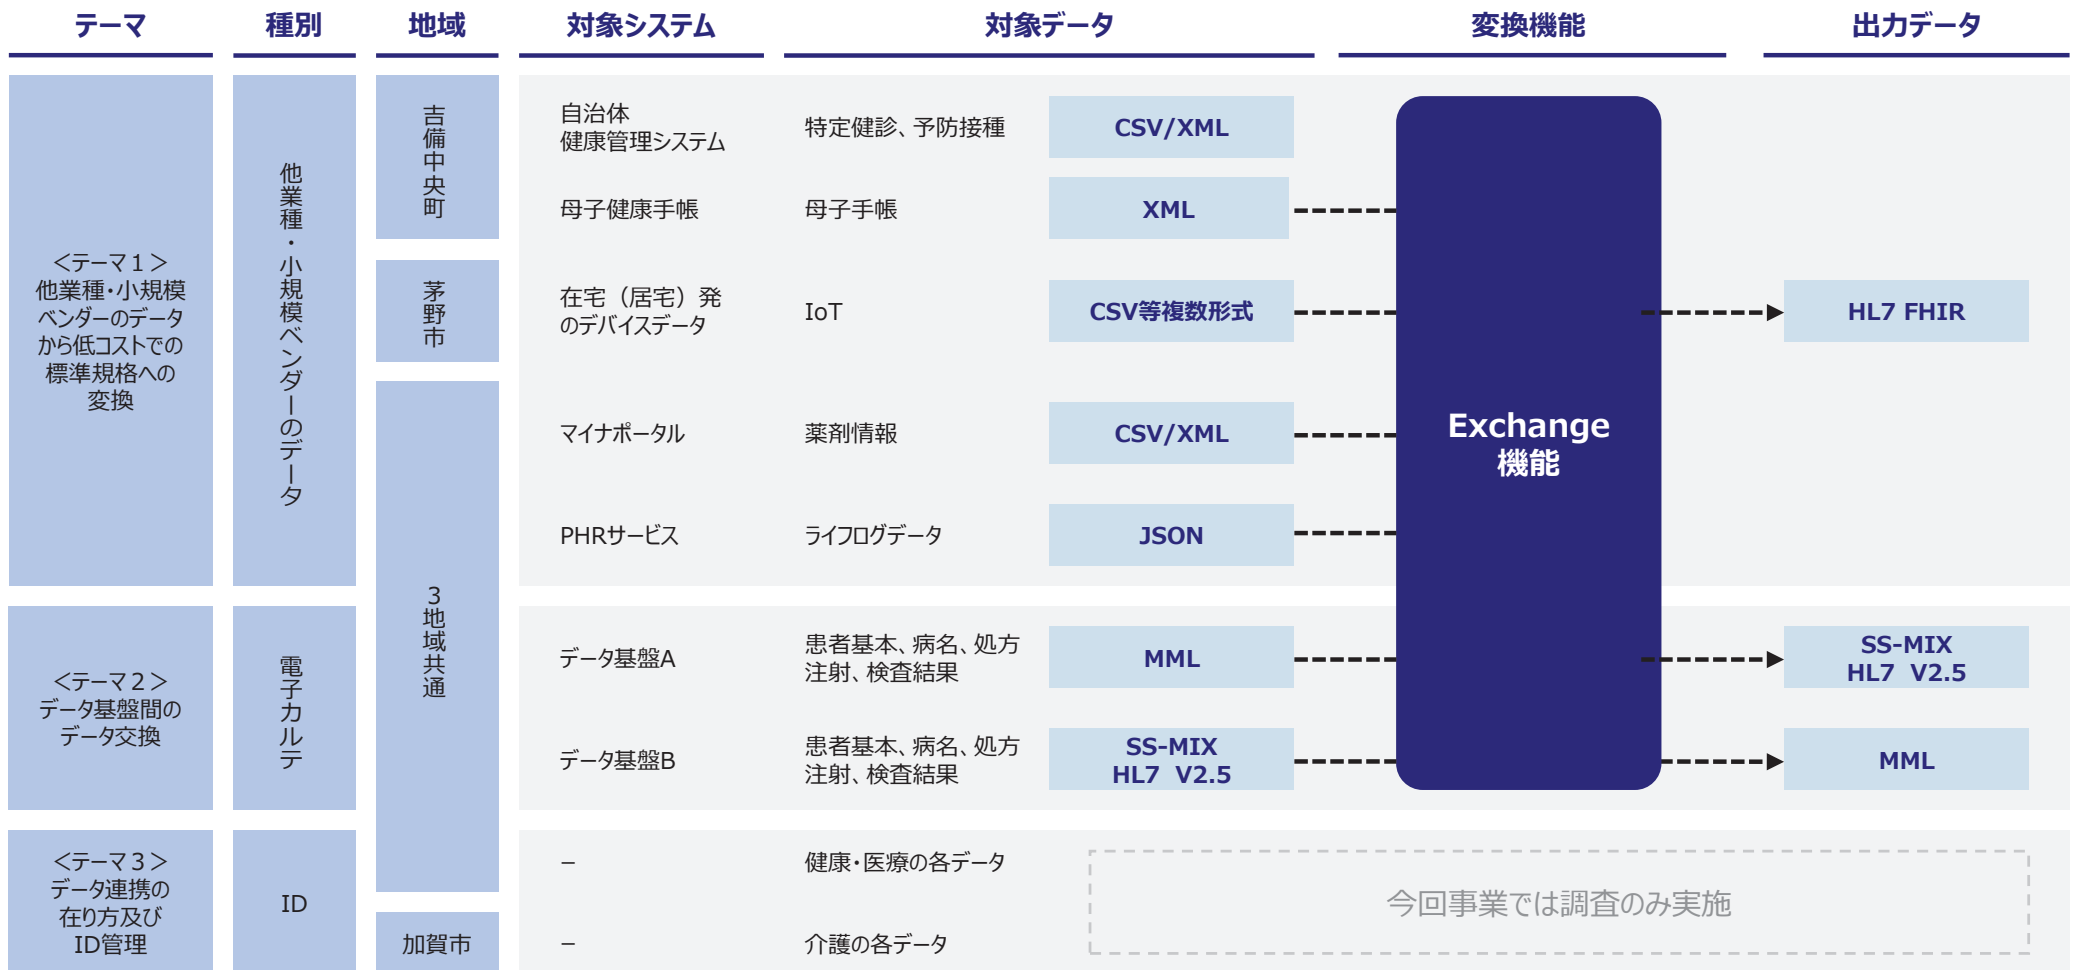 テーマ
種別
地域
対象システム
対象データ
変換機能
出力データ
＜テーマ１＞
他業種・小規模
ベンダーのデータ
から低コストでの
標準規格への
変換
他業種・小規模ベンダーのデータ
吉備中央町
自治体
健康管理システム
特定健診、予防接種
CSV/XML
母子健康手帳
母子手帳
XML
茅野市
在宅（居宅）発
のデバイスデータ
IoT
CSV等複数形式
HL7 FHIR
3地域共通
マイナポータル
薬剤情報
CSV/XML
Exchange
機能
PHRサービス
ライフログデータ
JSON
＜テーマ２＞
データ基盤間の
データ交換
電子カルテ
データ基盤A
患者基本、病名、処方
注射、検査結果
MML
SS-MIX
HL7 V2.5
データ基盤B
患者基本、病名、処方
注射、検査結果
SS-MIX
HL7 V2.5
MML
＜テーマ３＞
データ連携の
在り方及び
ID管理
ID
－
健康・医療の各データ
今回事業では調査のみ実施
加賀市
－
介護の各データ